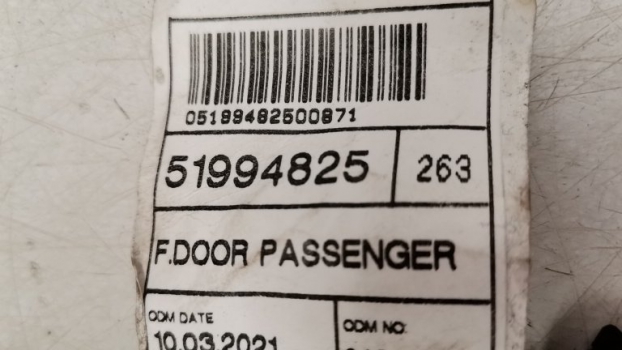 05199482500871
51994825 263
F.DOOR PASSENGER
ODM DATE ODM NO:
10.03.2021